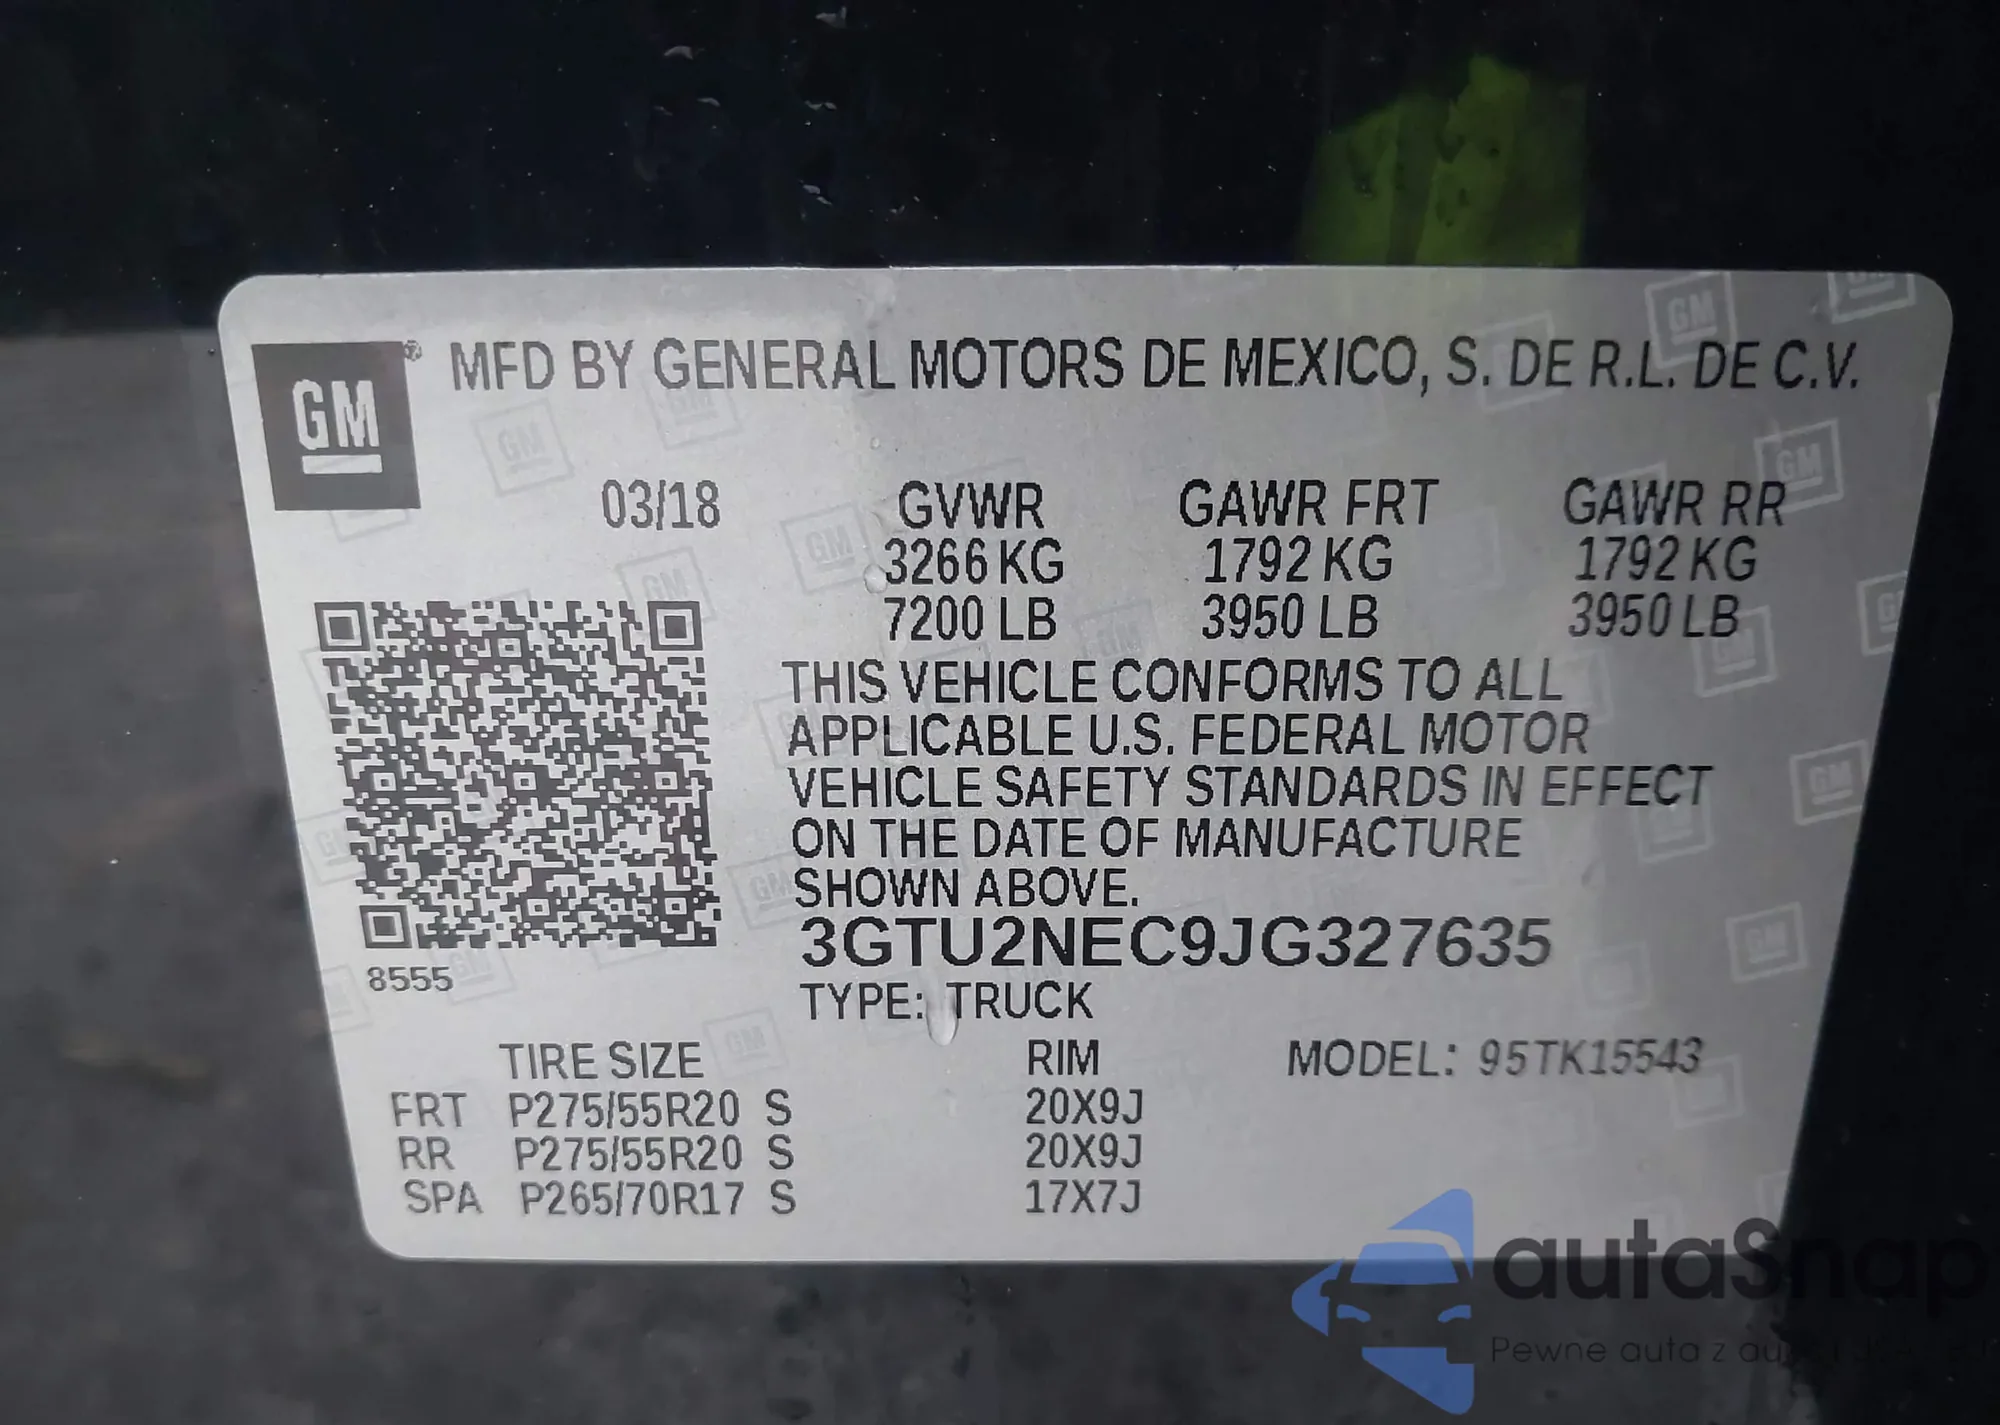 GM
MFD BY GENERAL MOTORS DE MEXICO, S. DE R.L. DE C.V.
03/18 GVWR GAWR FRT GAWR RR
3266 KG 1792 KG 1792 KG
7200 LB 3950 LB 3950 LB
THIS VEHICLE CONFORMS TO ALL
APPLICABLE U.S. FEDERAL MOTOR
VEHICLE SAFETY STANDARDS IN EFFECT
ON THE DATE OF MANUFACTURE
SHOWN ABOVE.
3GTU2NEC9JG327635
8555
TYPE: TRUCK
TIRE SIZE RIM MODEL: 95TK15543
FRT P275/55R20 S 20X9J
RR P275/55R20 S 20X9J
SPA P265/70R17 S 17X7J
autaSnap
Pewne auta z